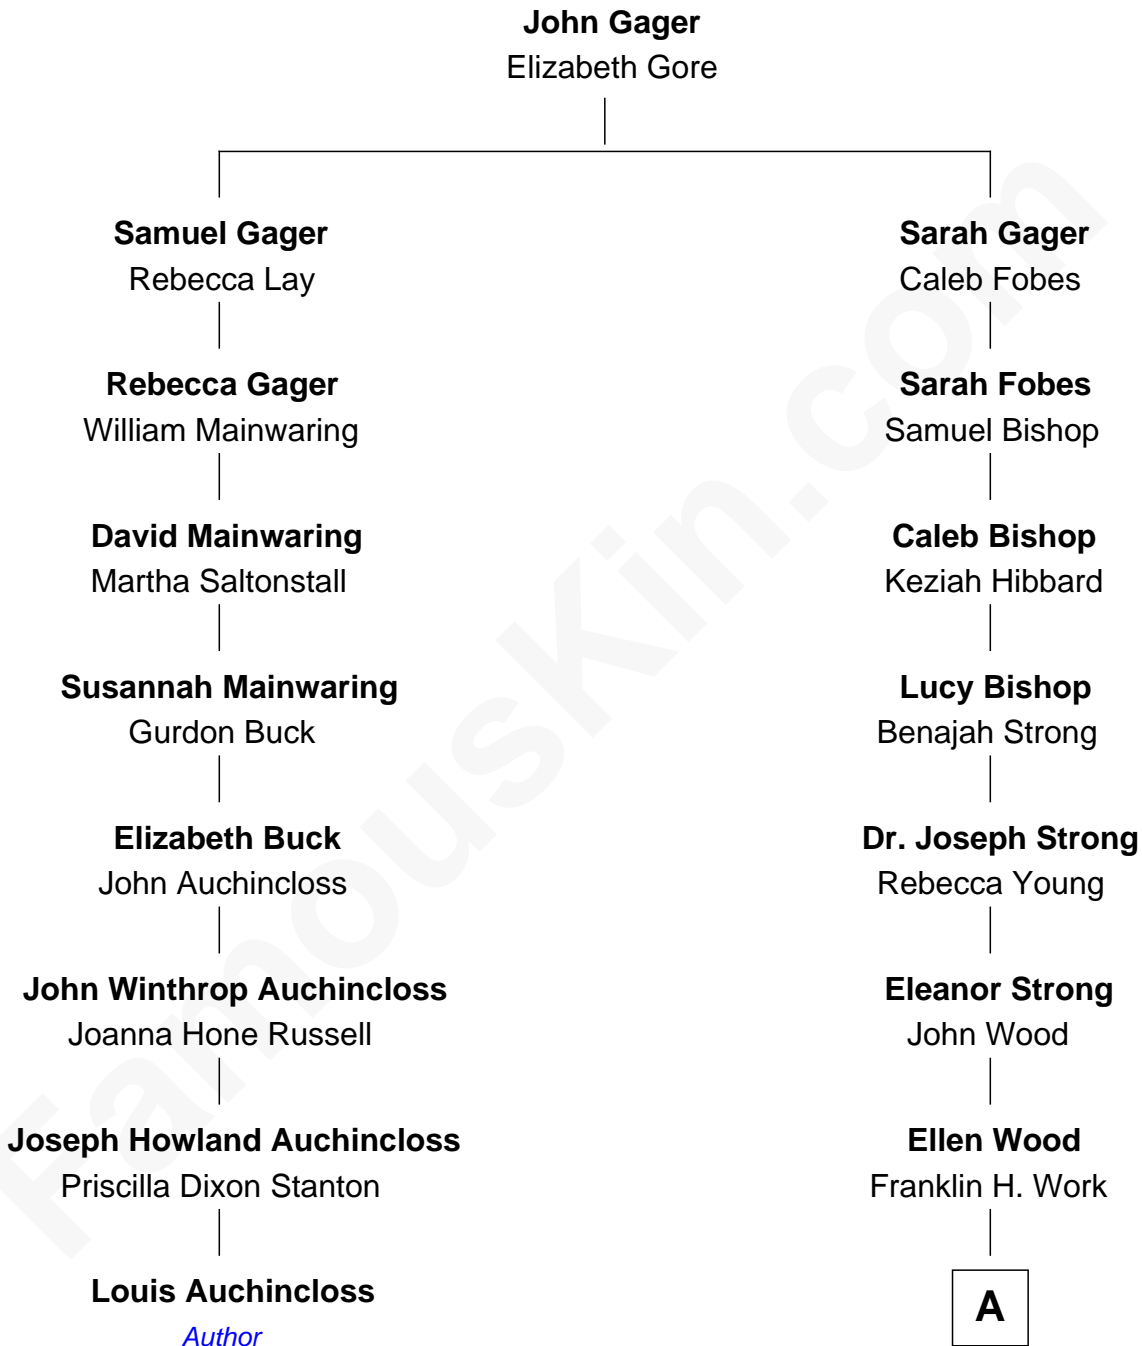 John Gager
Elizabeth Gore
Samuel Gager
Rebecca Lay
Sarah Gager
Caleb Fobes
Rebecca Gager
William Mainwaring
Sarah Fobes
Samuel Bishop
David Mainwaring
Martha Saltonstall
Caleb Bishop
Keziah Hibbard
Susannah Mainwaring
Gurdon Buck
Lucy Bishop
Benajah Strong
Elizabeth Buck
John Auchincloss
Dr. Joseph Strong
Rebecca Young
John Winthrop Auchincloss
Joanna Hone Russell
Eleanor Strong
John Wood
Joseph Howland Auchincloss
Priscilla Dixon Stanton
Ellen Wood
Franklin H. Work
Louis Auchincloss
Author
A
FamousKin.com